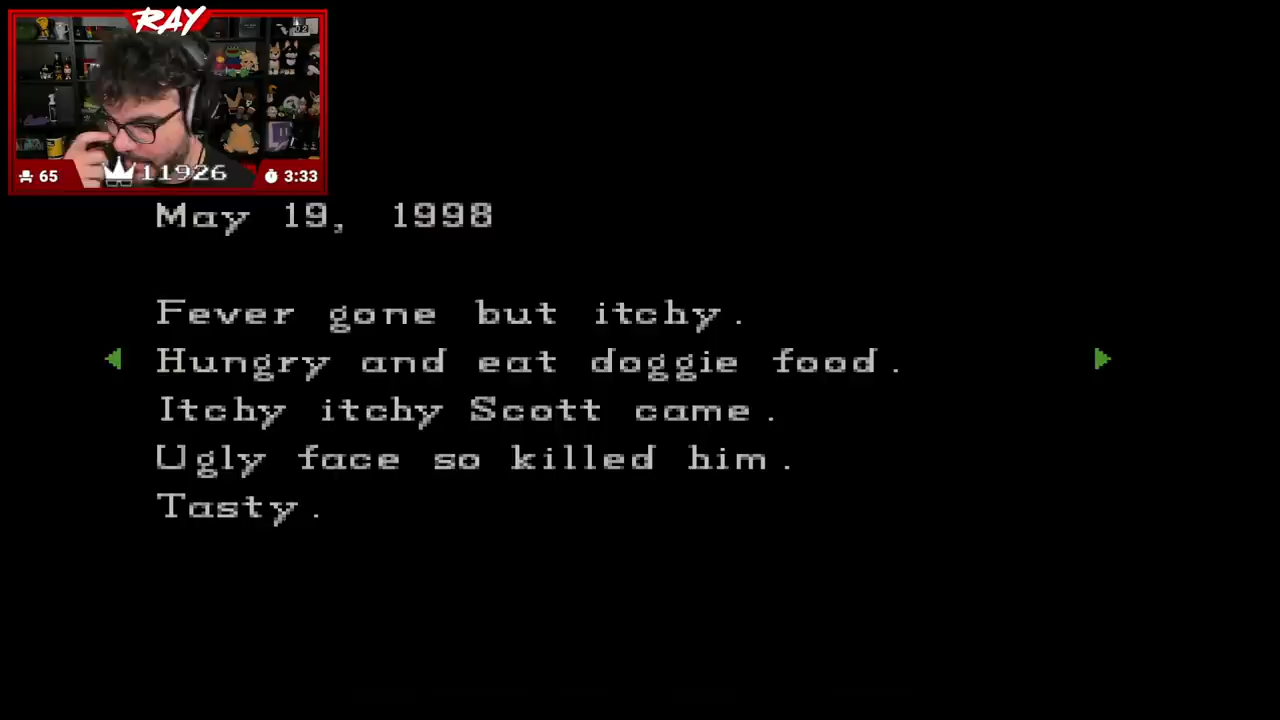 RAY
65
11926
3:33
May 19, 1998
Fever gone but itchy.
Hungry and eat doggie food.
Itchy itchy Scott came.
Ugly face so killed him.
Tasty.